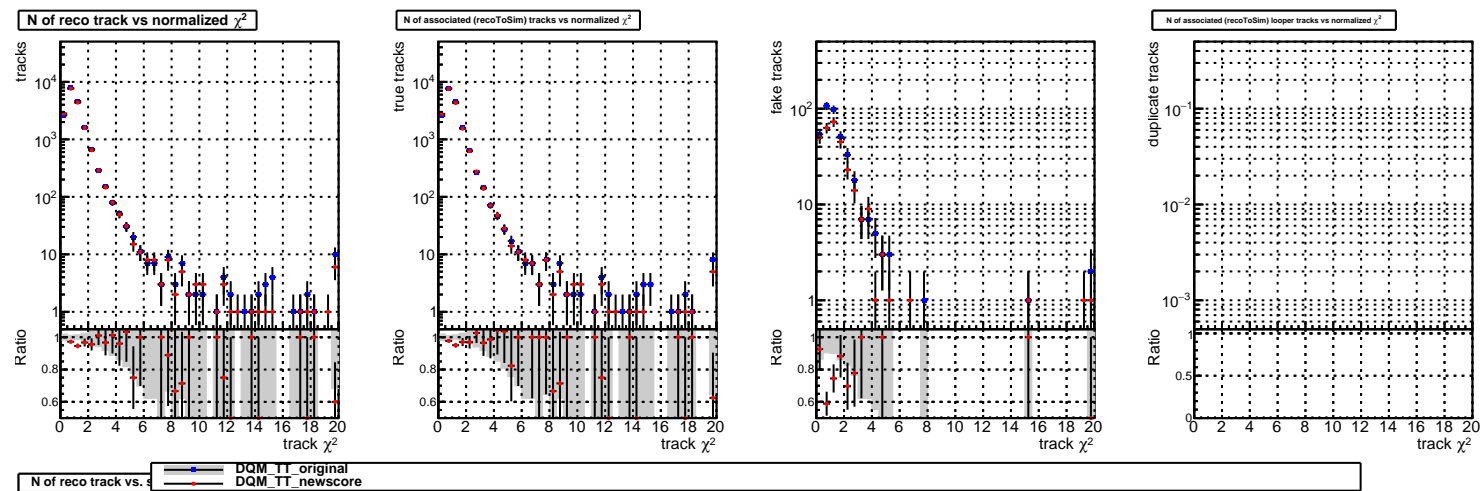 N of reco track vs normalized χ²
N of associated (recoToSim) tracks vs normalized χ²
N of associated (recoToSim) looper tracks vs normalized χ²
tracks
10⁴
10³
10²
10
1
Ratio
1
0.8
0.6
0 2 4 6 8 10 12 14 16 18 20
track χ²
true tracks
10⁴
10³
10²
10
1
Ratio
1
0.8
0.6
0 2 4 6 8 10 12 14 16 18 20
track χ²
fake tracks
10²
10
1
Ratio
1
0.8
0.6
0 2 4 6 8 10 12 14 16 18 20
track χ²
duplicate tracks
10⁻¹
10⁻²
10⁻³
Ratio
1
0.5
0
0 2 4 6 8 10 12 14 16 18 20
track χ²
N of reco track vs.
DQM_TT_original
DQM_TT_newscore